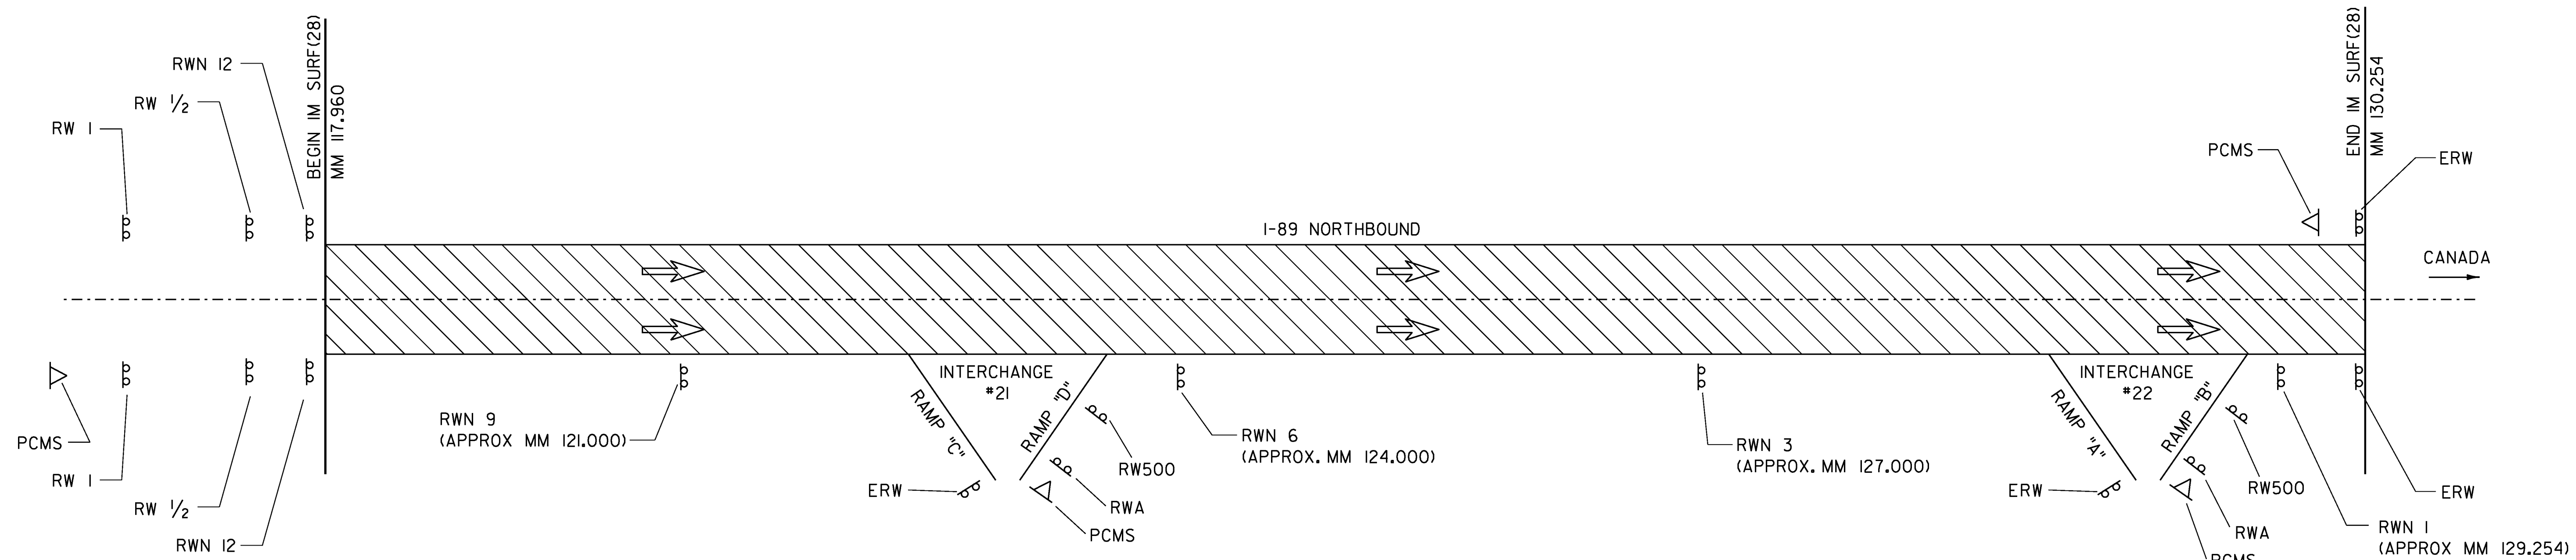 BEGIN IM SURF(28)
MM 117.960
RWN 12
RW 1/2
RW 1
PCMS
RW 1
RW 1/2
RWN 12
I-89 NORTHBOUND
RWN 9
(APPROX MM 121.000)
INTERCHANGE
#21
RAMP "C"
RAMP "D"
ERW
RW500
RWA
PCMS
RWN 6
(APPROX. MM 124.000)
RWN 3
(APPROX. MM 127.000)
INTERCHANGE
#22
RAMP "A"
RAMP "B"
ERW
RW500
RWA
PCMS
RWN 1
(APPROX MM 129.254)
PCMS
END IM SURF(28)
MM 130.254
ERW
CANADA
ERW